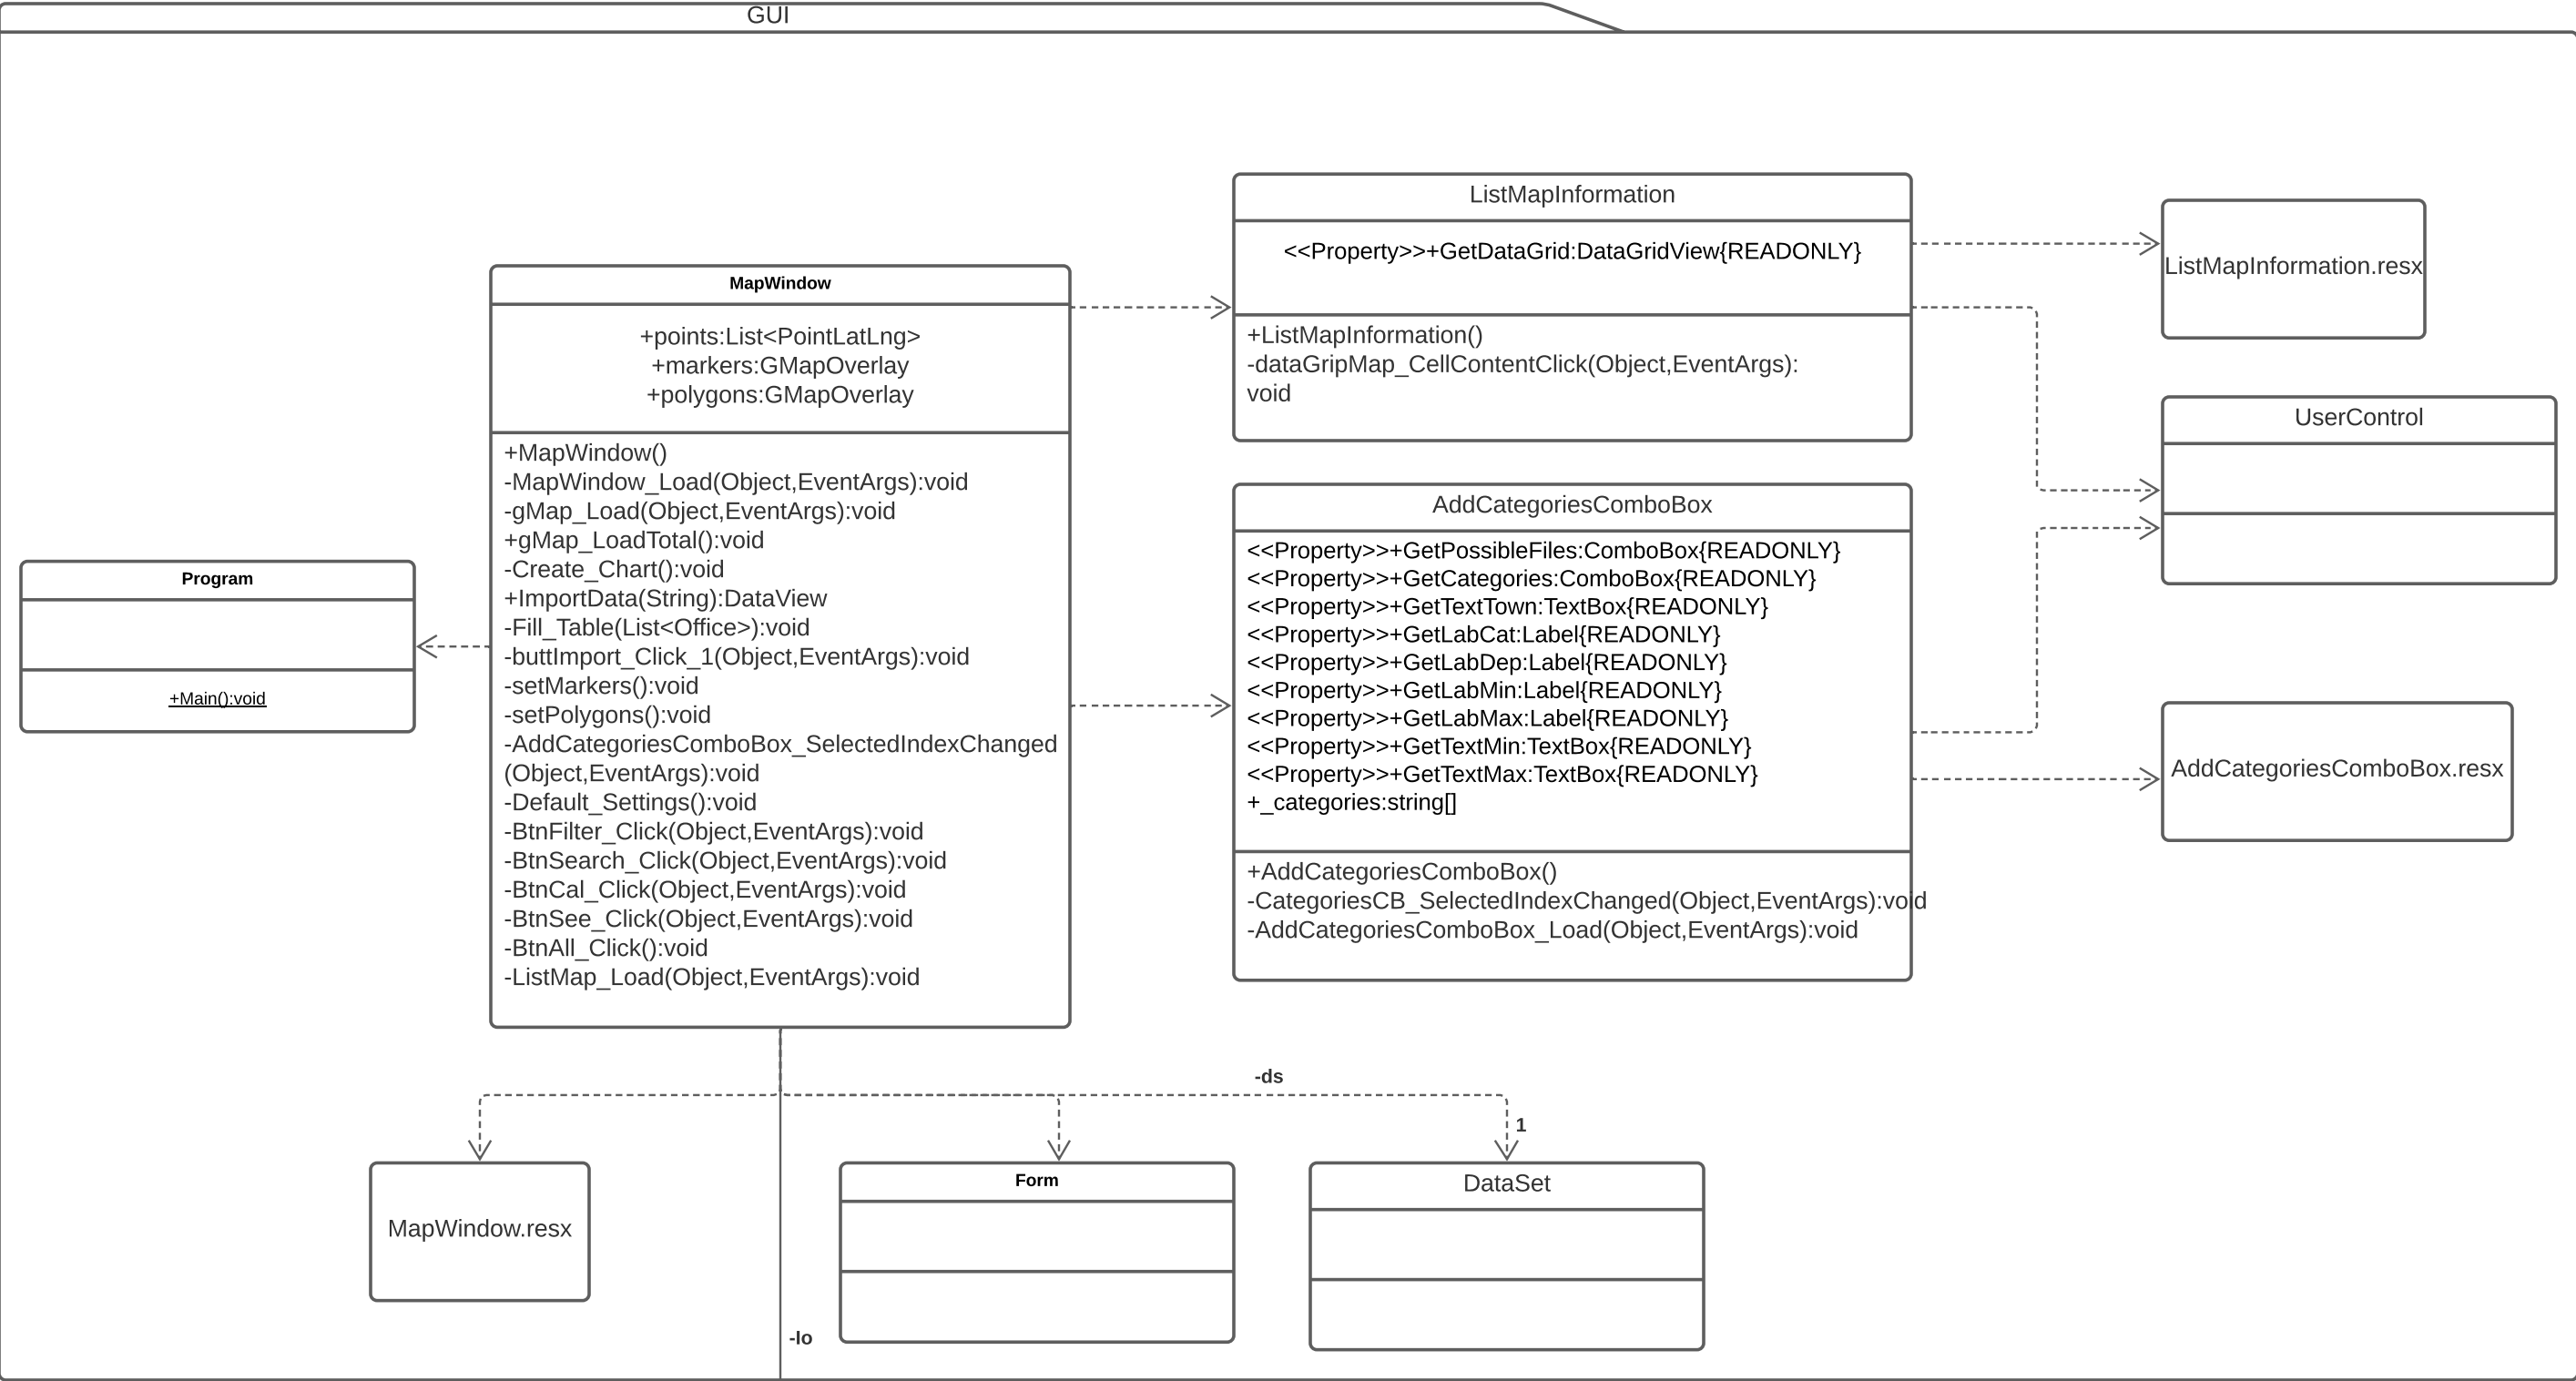 GUI
MapWindow
+points:List<PointLatLng>
+markers:GMapOverlay
+polygons:GMapOverlay
+MapWindow()
-MapWindow_Load(Object,EventArgs):void
-gMap_Load(Object,EventArgs):void
+gMap_LoadTotal():void
-Create_Chart():void
+ImportData(String):DataView
-Fill_Table(List<Office>):void
-buttImport_Click_1(Object,EventArgs):void
-setMarkers():void
-setPolygons():void
-AddCategoriesComboBox_SelectedIndexChanged
(Object,EventArgs):void
-Default_Settings():void
-BtnFilter_Click(Object,EventArgs):void
-BtnSearch_Click(Object,EventArgs):void
-BtnCal_Click(Object,EventArgs):void
-BtnSee_Click(Object,EventArgs):void
-BtnAll_Click():void
-ListMap_Load(Object,EventArgs):void
Program
+Main():void
ListMapInformation
<<Property>>+GetDataGrid:DataGridView{READONLY}
+ListMapInformation()
-dataGripMap_CellContentClick(Object,EventArgs):
void
ListMapInformation.resx
UserControl
AddCategoriesComboBox
<<Property>>+GetPossibleFiles:ComboBox{READONLY}
<<Property>>+GetCategories:ComboBox{READONLY}
<<Property>>+GetTextTown:TextBox{READONLY}
<<Property>>+GetLabCat:Label{READONLY}
<<Property>>+GetLabDep:Label{READONLY}
<<Property>>+GetLabMin:Label{READONLY}
<<Property>>+GetLabMax:Label{READONLY}
<<Property>>+GetTextMin:TextBox{READONLY}
<<Property>>+GetTextMax:TextBox{READONLY}
+_categories:string[]
+AddCategoriesComboBox()
-CategoriesCB_SelectedIndexChanged(Object,EventArgs):void
-AddCategoriesComboBox_Load(Object,EventArgs):void
AddCategoriesComboBox.resx
-ds
1
MapWindow.resx
Form
DataSet
-lo